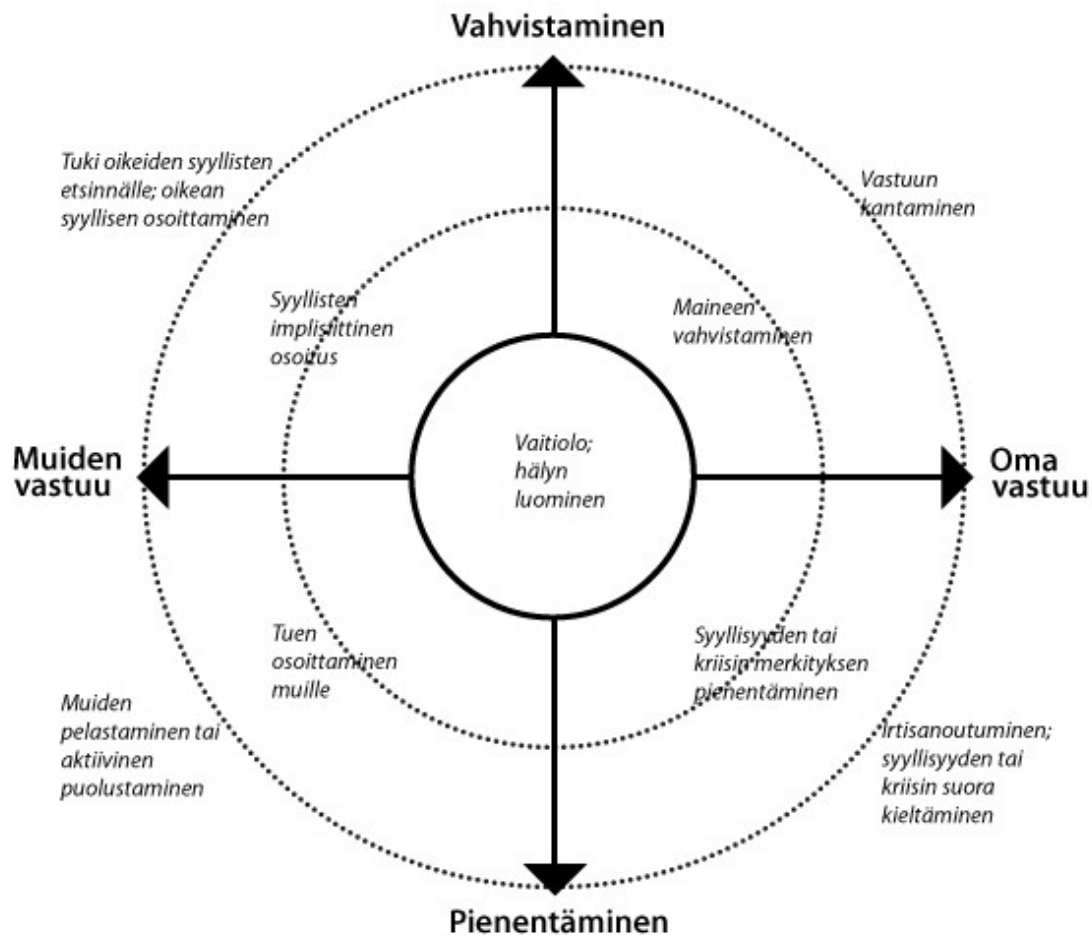 Vahvistaminen
Tuki oikeiden syyllisten
etsinnälle; oikean
syyllisen osoittaminen
Vastuun
kantaminen
Syyllisten
implisiittinen
osoitus
Maineen
vahvistaminen
Muiden
vastuu
Vaitiolo;
hälyn
luominen
Oma
vastuu
Tuen
osoittaminen
muille
Syyllisyyden tai
kriisin merkityksen
pienentäminen
Muiden
pelastaminen tai
aktiivinen
puolustaminen
Irtisanoutuminen;
syyllisyyden tai
kriisin suora
kieltäminen
Pienentäminen